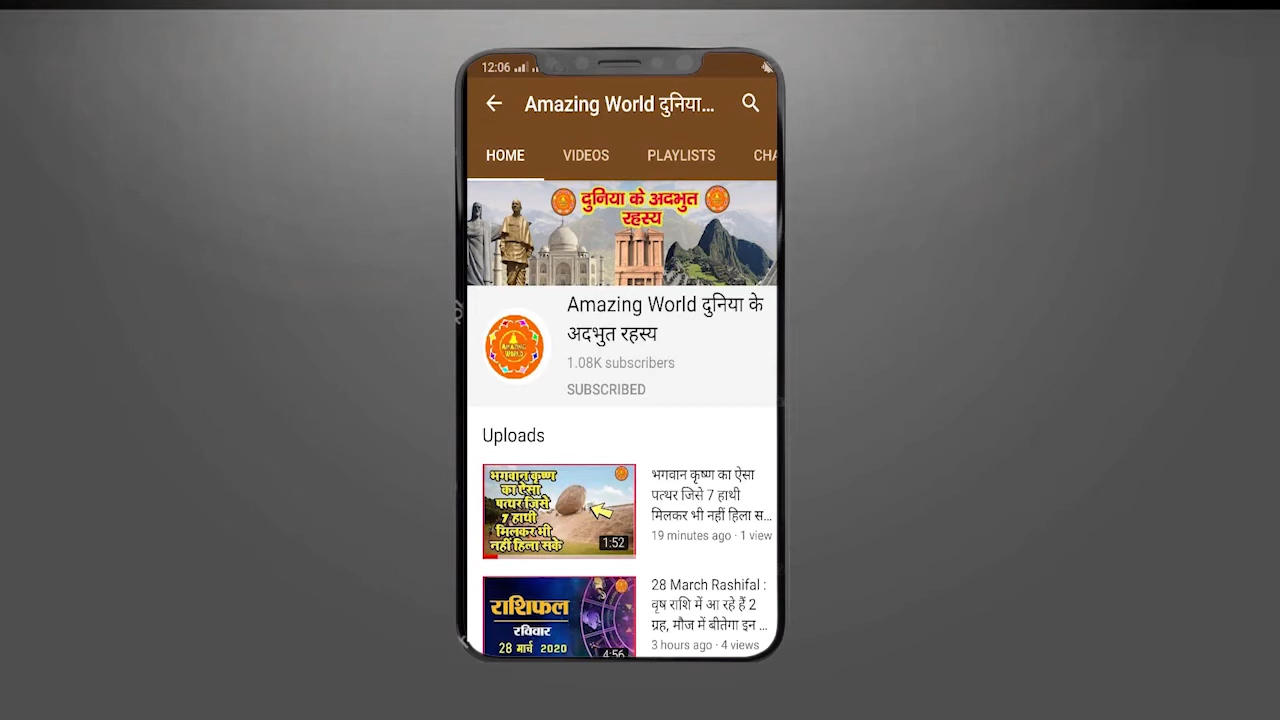 12:06
Amazing World दुनिया...
HOME VIDEOS PLAYLISTS CHA
दुनिया के अदभुत
रहस्य
Amazing World दुनिया के
अदभुत रहस्य
AMAZING
WORLD
1.08K subscribers
SUBSCRIBED
Uploads
भगवान कृष्ण
का ऐसा
पत्थर जिसे
7 हाथी
मिलकर भी
नहीं हिला सके
1:52
भगवान कृष्ण का ऐसा
पत्थर जिसे 7 हाथी
मिलकर भी नहीं हिला स...
19 minutes ago · 1 view
राशिफल
रविवार
28 मार्च 2020
4:56
28 March Rashifal :
वृष राशि में आ रहे हैं 2
ग्रह, मौज में बीतेगा इन ...
3 hours ago · 4 views